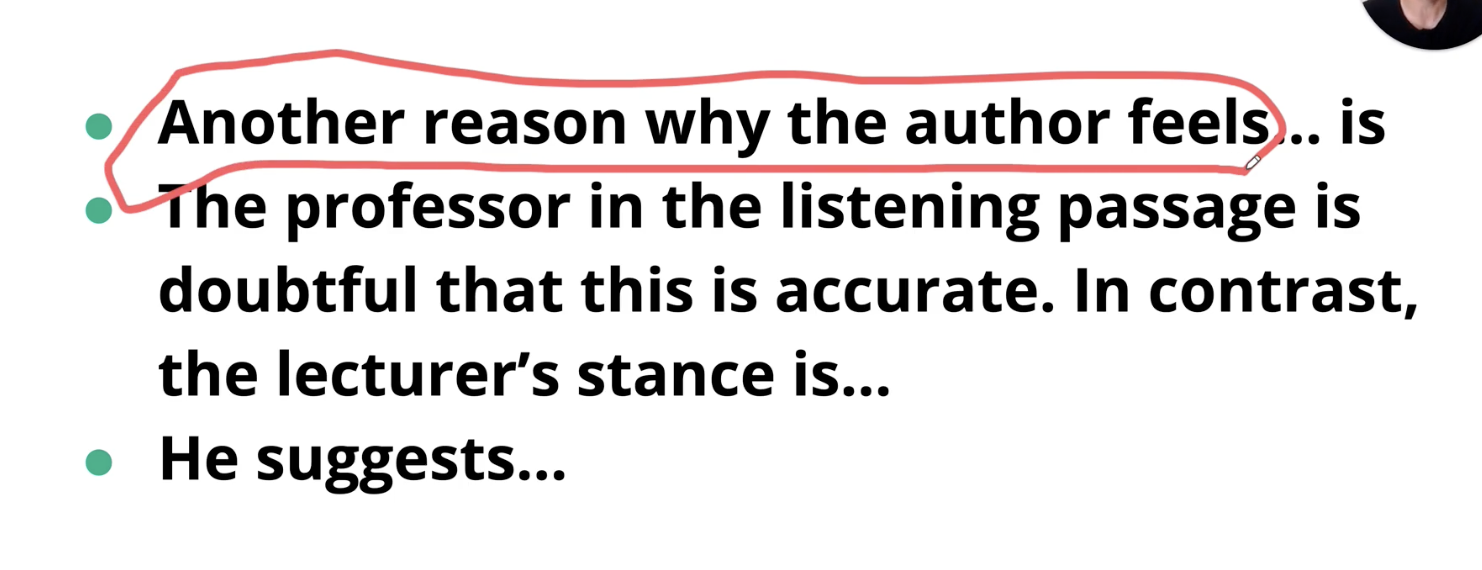 Another reason why the author feels... is
The professor in the listening passage is
doubtful that this is accurate. In contrast,
the lecturer’s stance is...
He suggests...